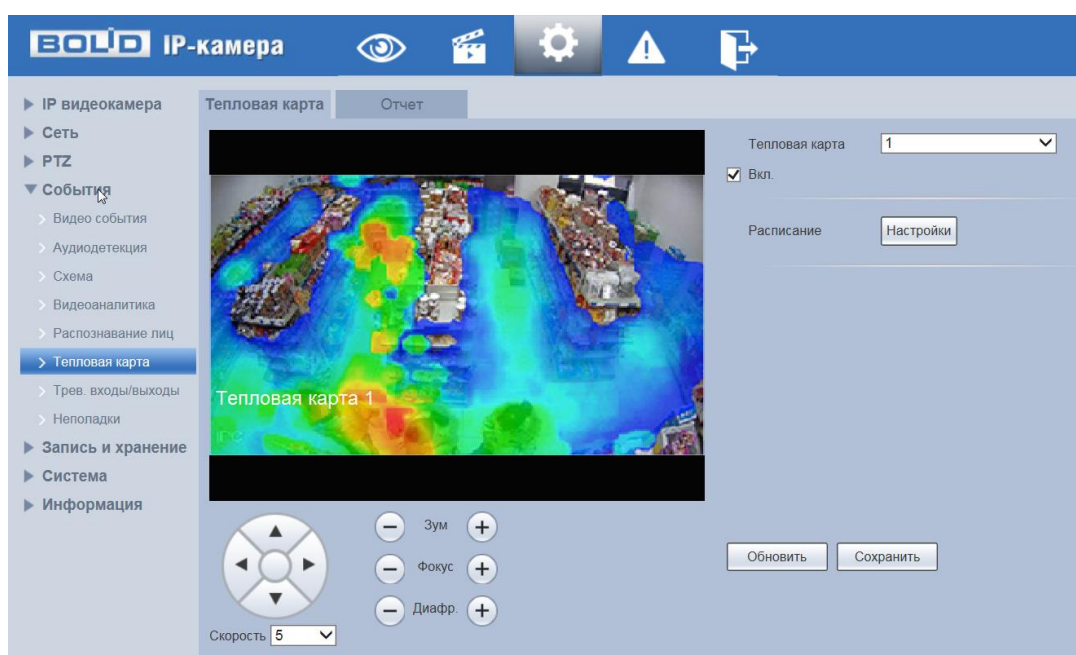 BOLID IP-камера
IP видеокамера
Сеть
PTZ
События
Видео события
Аудиодетекция
Схема
Видеоаналитика
Распознавание лиц
Тепловая карта
Трев. входы/выходы
Неполадки
Запись и хранение
Система
Информация
Тепловая карта
Отчет
Тепловая карта 1
IPC
Зум
Фокус
Диафр.
Скорость 5
Тепловая карта 1
Вкл.
Расписание Настройки
Обновить Сохранить